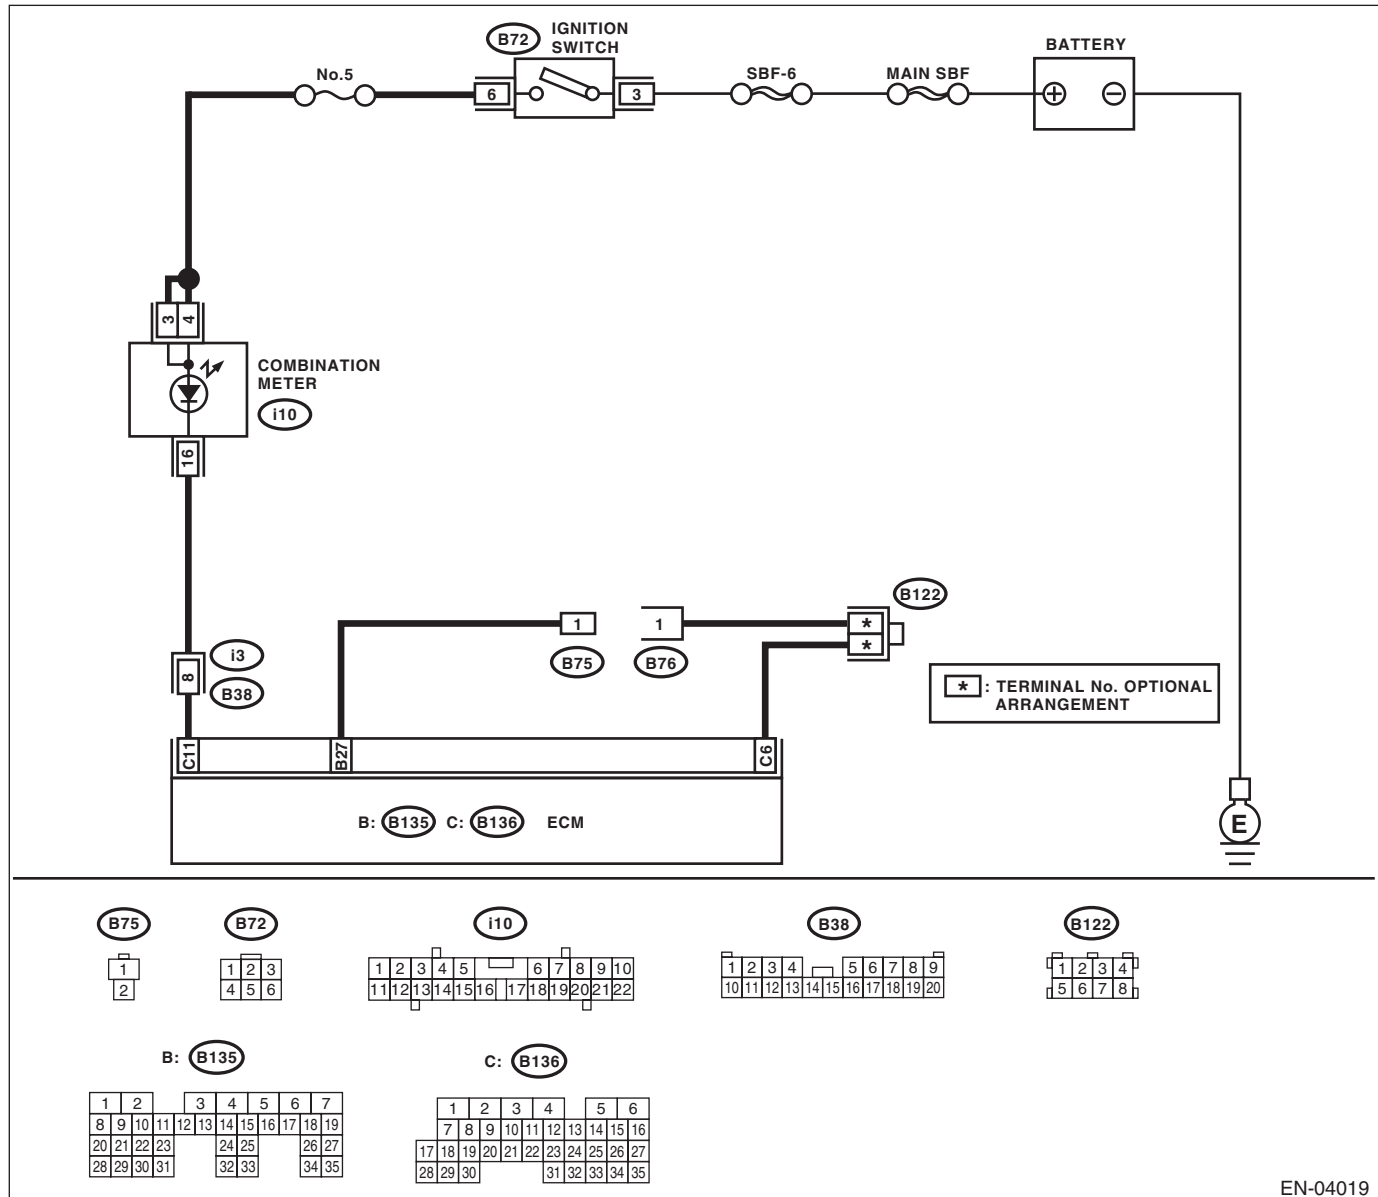 B72 IGNITION
SWITCH
BATTERY
No.5
SBF-6
MAIN SBF
6
3
3 4
COMBINATION
METER
i10
16
B122
1
1
*
*
B75
B76
i3
8
B38
* : TERMINAL No. OPTIONAL
ARRANGEMENT
C11
B27
C6
B: B135 C: B136 ECM
E
B75
B72
i10
B38
B122
1
2
1 2 3
4 5 6
1 2 3 4 5 6 7 8 9 10
11 12 13 14 15 16 17 18 19 20 21 22
1 2 3 4 5 6 7 8 9
10 11 12 13 14 15 16 17 18 19 20
1 2 3 4
5 6 7 8
B: B135
C: B136
1 2 3 4 5 6 7
8 9 10 11 12 13 14 15 16 17 18 19
20 21 22 23 24 25 26 27
28 29 30 31 32 33 34 35
1 2 3 4 5 6
7 8 9 10 11 12 13 14 15 16
17 18 19 20 21 22 23 24 25 26 27
28 29 30 31 32 33 34 35
EN-04019